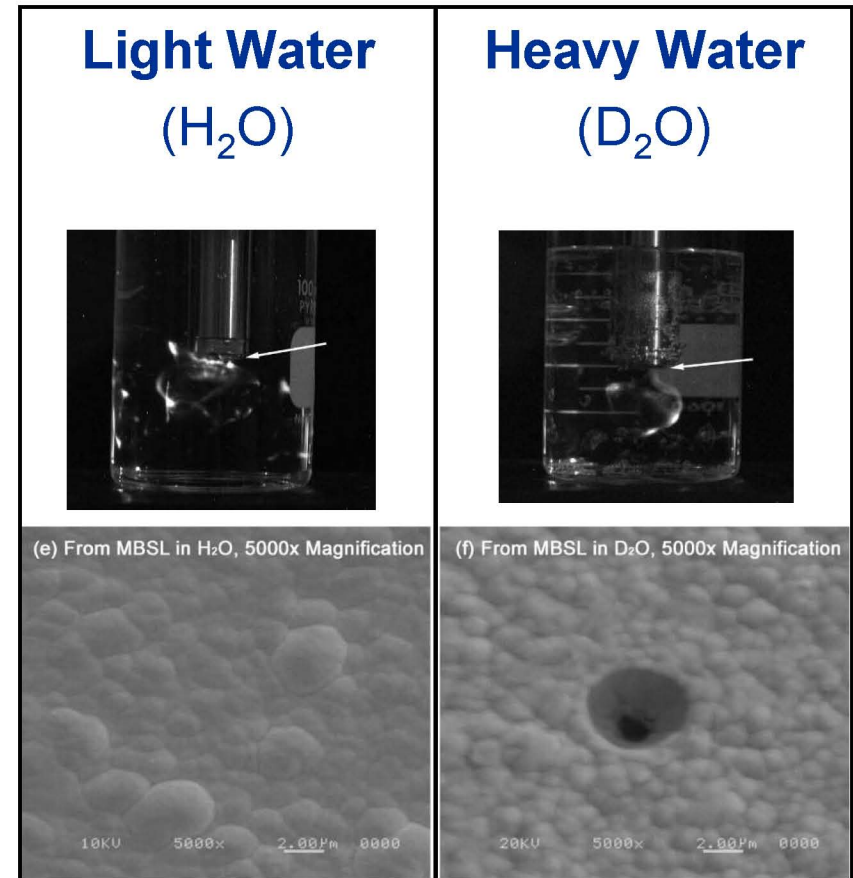 Light Water
(H₂O)
Heavy Water
(D₂O)
100
(e) From MBSL in H₂O, 5000x Magnification
10KV 5000x 2.00µm 0000
(f) From MBSL in D₂O, 5000x Magnification
20KV 5000x 2.00µm 0000